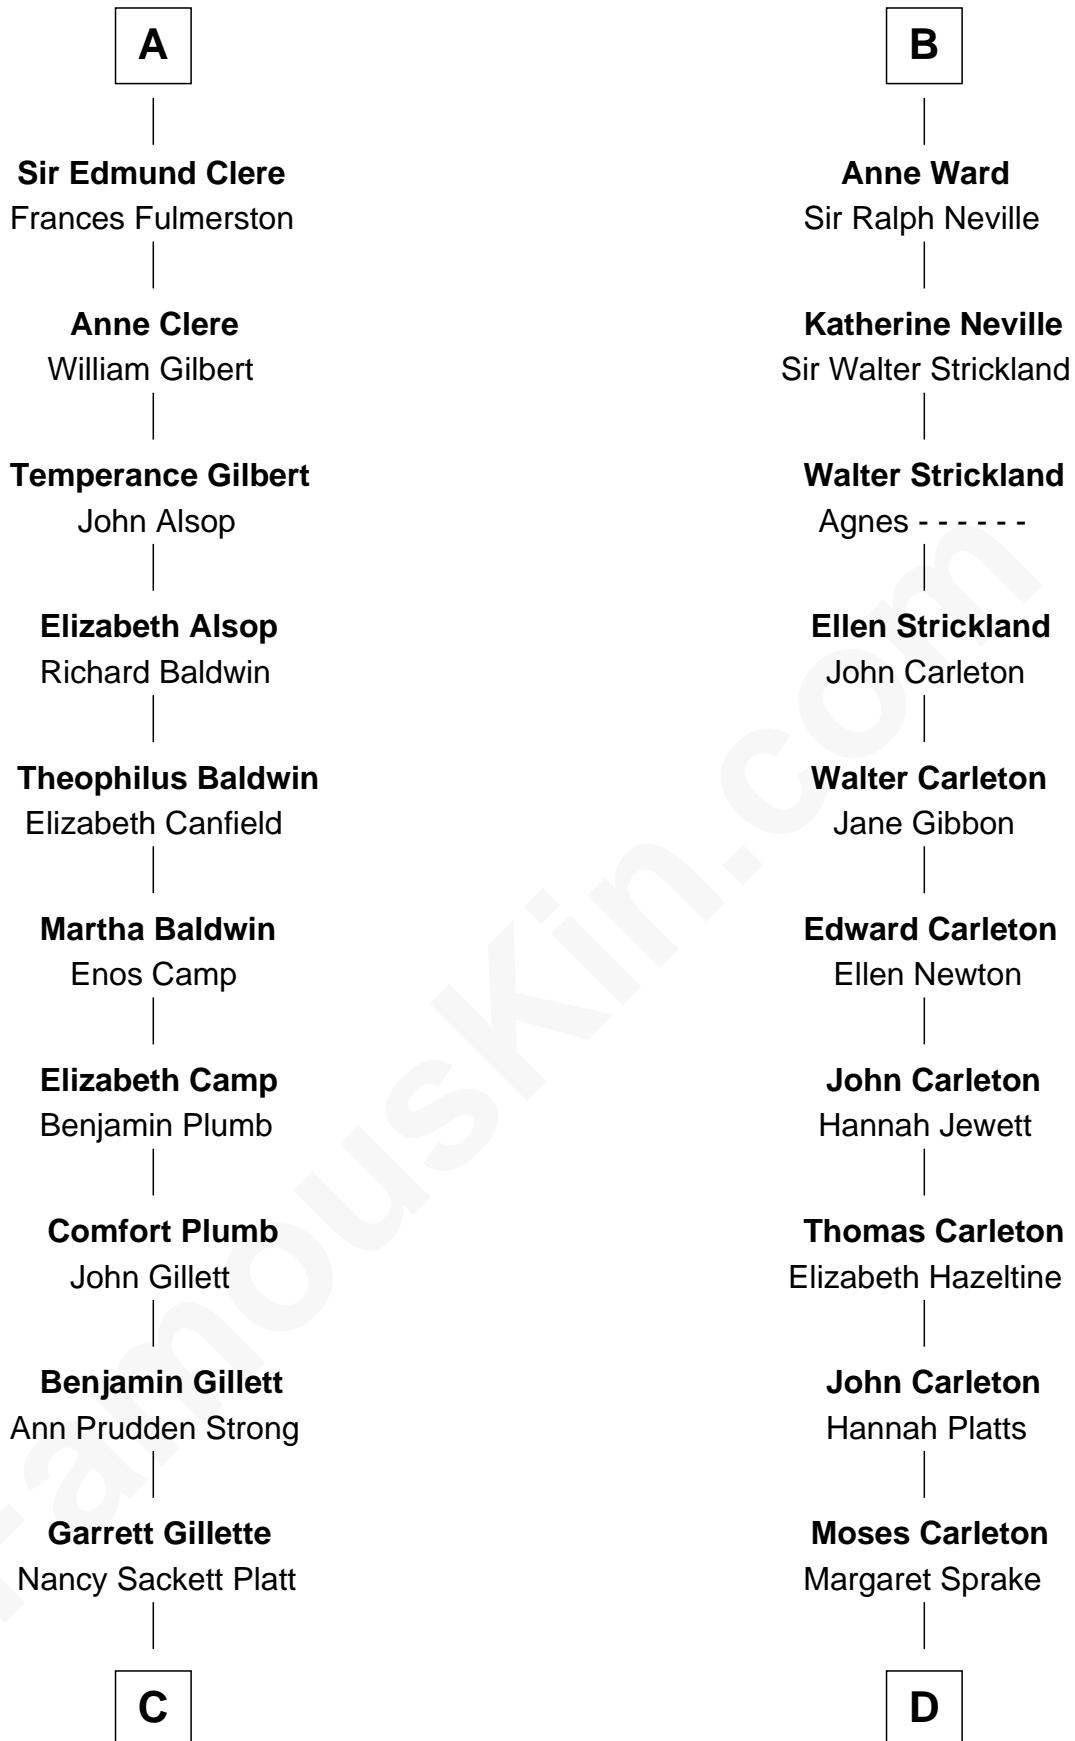 A
Sir Edmund Clere
Frances Fulmerston
Anne Clere
William Gilbert
Temperance Gilbert
John Alsop
Elizabeth Alsop
Richard Baldwin
Theophilus Baldwin
Elizabeth Canfield
Martha Baldwin
Enos Camp
Elizabeth Camp
Benjamin Plumb
Comfort Plumb
John Gillett
Benjamin Gillett
Ann Prudden Strong
Garrett Gillette
Nancy Sackett Platt
C
B
Anne Ward
Sir Ralph Neville
Katherine Neville
Sir Walter Strickland
Walter Strickland
Agnes - - - - - -
Ellen Strickland
John Carleton
Walter Carleton
Jane Gibbon
Edward Carleton
Ellen Newton
John Carleton
Hannah Jewett
Thomas Carleton
Elizabeth Hazeltine
John Carleton
Hannah Platts
Moses Carleton
Margaret Sprake
D
FamousKin.com